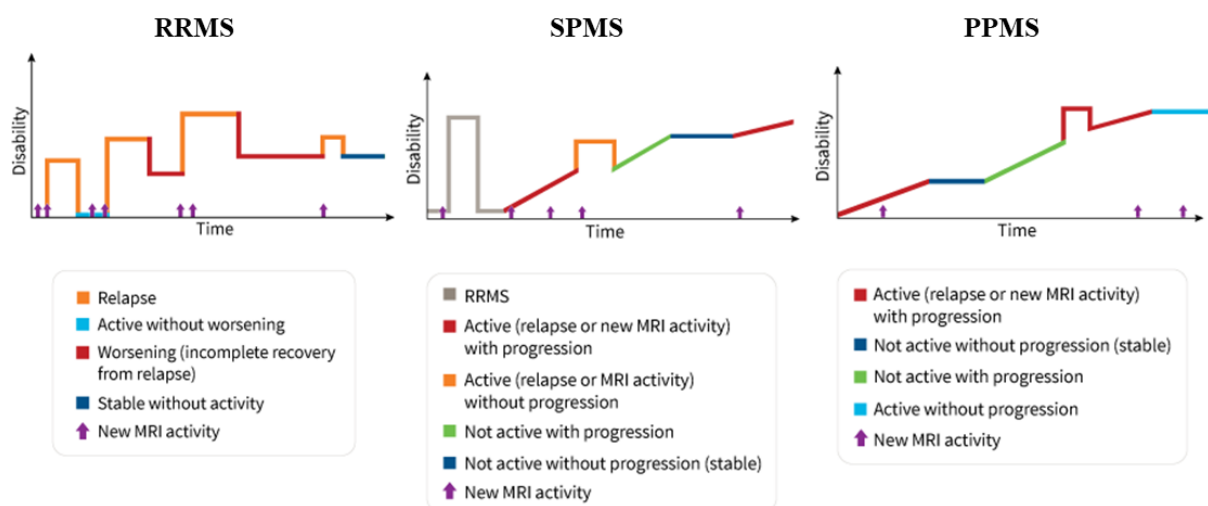 RRMS
SPMS
PPMS
Disability
Time
Disability
Time
Disability
Time
Relapse
Active without worsening
Worsening (incomplete recovery
from relapse)
Stable without activity
New MRI activity
RRMS
Active (relapse or new MRI activity)
with progression
Active (relapse or MRI activity)
without progression
Not active with progression
Not active without progression (stable)
New MRI activity
Active (relapse or new MRI activity)
with progression
Not active without progression (stable)
Not active with progression
Active without progression
New MRI activity